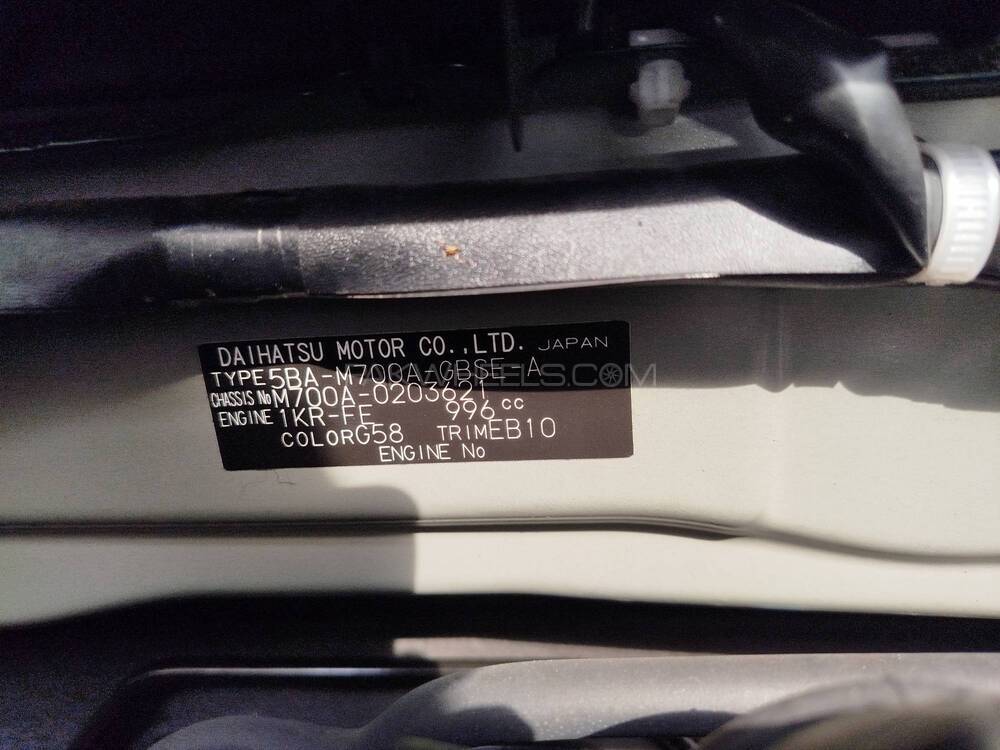 DAIHATSU MOTOR CO.,LTD. JAPAN
TYPE 5BA-M700A-GBSE-A
CHASSIS No M700A-0203621
ENGINE 1KR-FE 996 cc
COLOR G58 TRIM EB10
ENGINE No